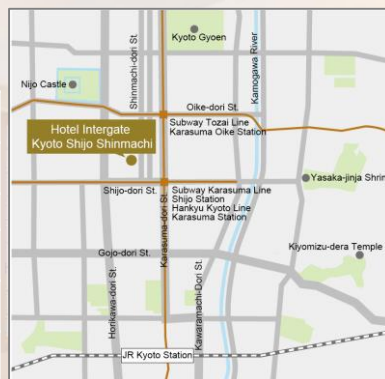 Kyoto Gyoen
Nijo Castle
Shinmachi-dori St.
Kamogawa River
Oike-dori St.
Subway Tozai Line
Karasuma Oike Station
Hotel Intergate
Kyoto Shijo Shinmachi
Yasaka-jinja Shrin
Shijo-dori St.
Subway Karasuma Line
Shijo Station
Hankyu Kyoto Line
Karasuma Station
Karasuma-dori St.
Gojo-dori St.
Kiyomizu-dera Temple
Horikawa-dori St.
Kawaramachi-Dori St.
JR Kyoto Station